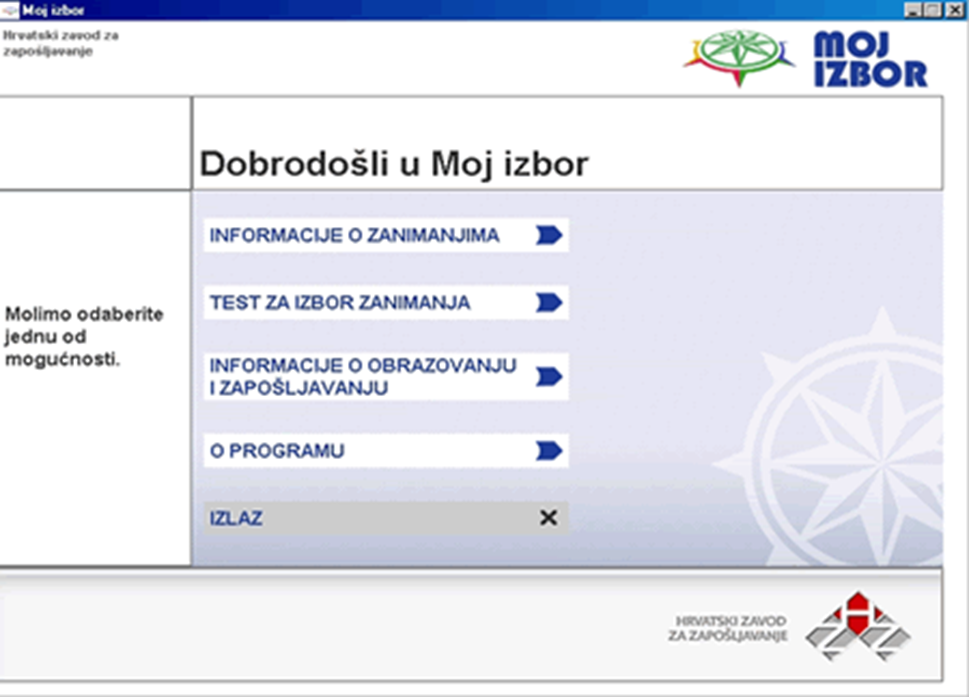 Moj izbor
Hrvatski zavod za
zapošljavanje
MOJ
IZBOR
Dobrodošli u Moj izbor
Molimo odaberite
jednu od
mogućnosti.
INFORMACIJE O ZANIMANJIMA
TEST ZA IZBOR ZANIMANJA
INFORMACIJE O OBRAZOVANJU
I ZAPOŠLJAVANJU
O PROGRAMU
IZLAZ
HRVATSKI ZAVOD
ZA ZAPOŠLJAVANJE